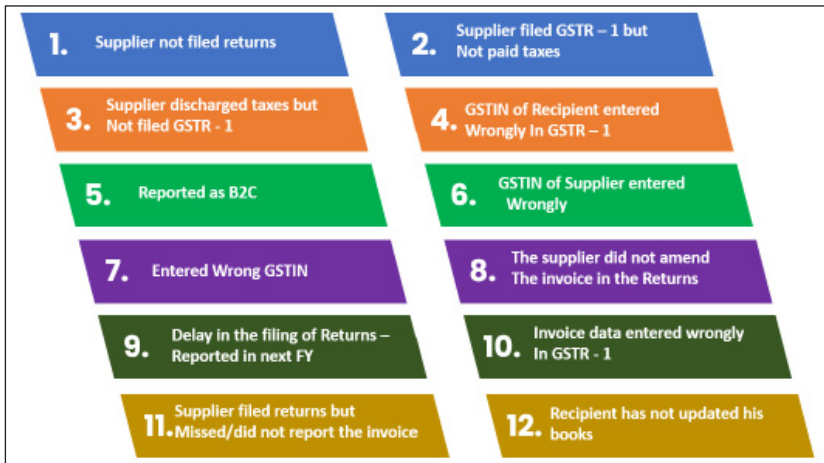 1. Supplier not filed returns
2. Supplier filed GSTR – 1 but
Not paid taxes
3. Supplier discharged taxes but
Not filed GSTR - 1
4. GSTIN of Recipient entered
Wrongly In GSTR – 1
5. Reported as B2C
6. GSTIN of Supplier entered
Wrongly
7. Entered Wrong GSTIN
8. The supplier did not amend
The invoice in the Returns
9. Delay in the filing of Returns –
Reported in next FY
10. Invoice data entered wrongly
In GSTR - 1
11. Supplier filed returns but
Missed/did not report the invoice
12. Recipient has not updated his
books